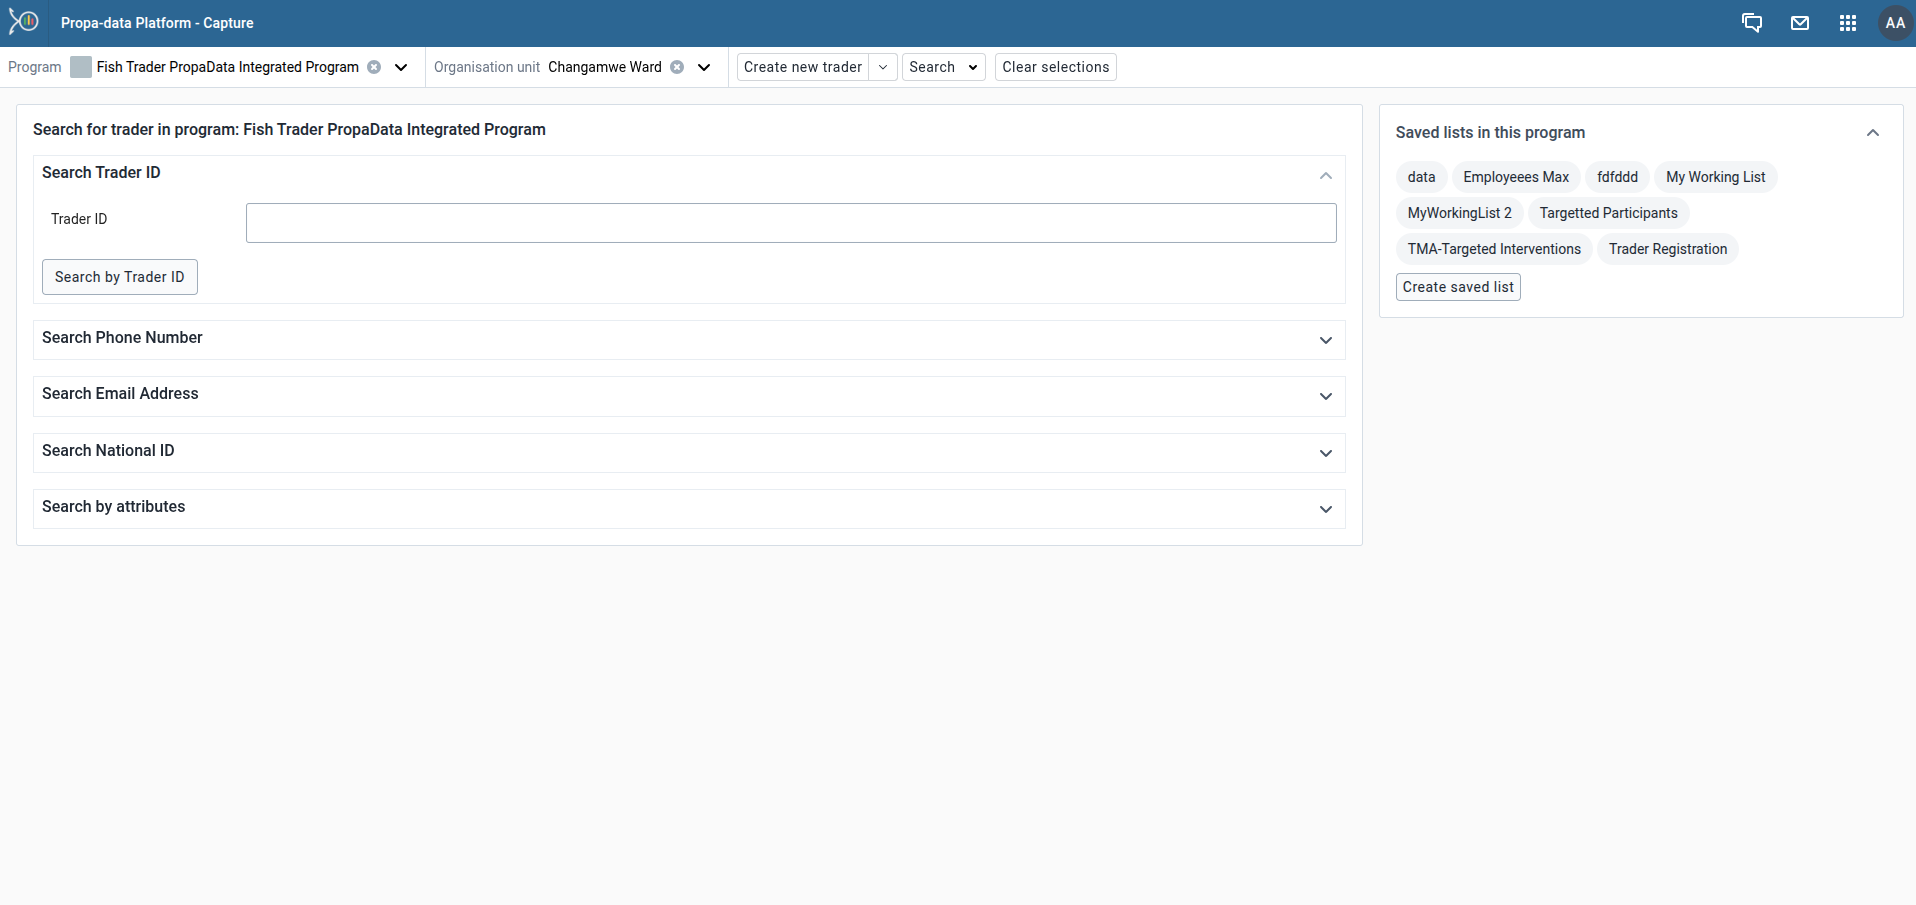 Propa-data Platform - Capture
AA
Program Fish Trader PropaData Integrated Program Organisation unit Changamwe Ward Create new trader Search Clear selections
Search for trader in program: Fish Trader PropaData Integrated Program
Search Trader ID
Trader ID
Search by Trader ID
Search Phone Number
Search Email Address
Search National ID
Search by attributes
Saved lists in this program
data Employeees Max fdfddd My Working List
MyWorkingList 2 Targetted Participants
TMA-Targeted Interventions Trader Registration
Create saved list